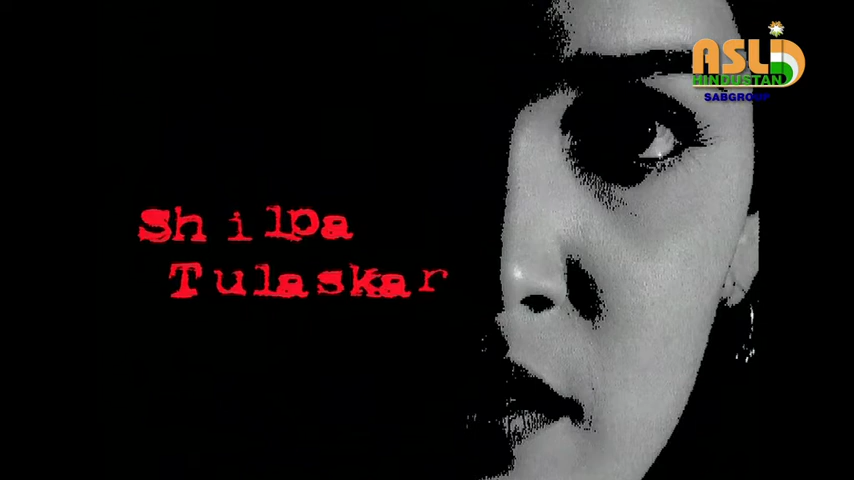 Shilpa
Tulaskar
ASLI
HINDUSTAN
SABGROUP